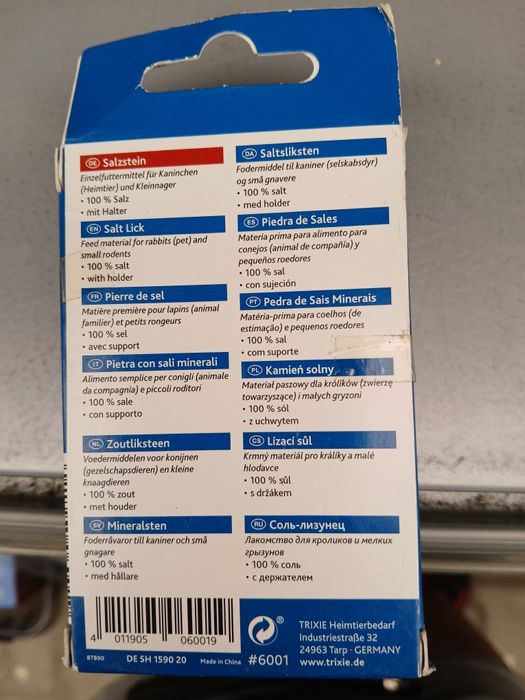 DE Salzstein
Einzelfuttermittel für Kaninchen
(Heimtier) und Kleinnager
• 100 % Salz
• mit Halter
EN Salt Lick
Feed material for rabbits (pet) and
small rodents
• 100 % salt
• with holder
FR Pierre de sel
Matière première pour lapins (animal
familier) et petits rongeurs
• 100 % sel
• avec support
IT Pietra con sali minerali
Alimento semplice per conigli (animale
da compagnia) e piccoli roditori
• 100 % sale
• con supporto
NL Zoutliksteen
Voedermiddelen voor konijnen
(gezelschapsdieren) en kleine
knaagdieren
• 100 % zout
• met houder
SV Mineralsten
Foderråvaror till kaniner och små
gnagare
• 100 % salt
• med hållare
DA Saltsliksten
Fodermiddel til kaniner (selskabsdyr)
og små gnavere
• 100 % salt
• med holder
ES Piedra de Sales
Materia prima para alimento para
conejos (animal de compañía) y
pequeños roedores
• 100 % sal
• con sujeción
PT Pedra de Sais Minerais
Matéria-prima para coelhos (de
estimação) e pequenos roedores
• 100 % sal
• com suporte
PL Kamień solny
Materiał paszowy dla królików (zwierzę
towarzyszące) i małych gryzoni
• 100 % sól
• z uchwytem
CS Lízací sůl
Krmný materiál pro králíky a malé
hlodavce
• 100 % sůl
• s držákem
RU Соль-лизунец
Лакомство для кроликов и мелких
грызунов
• 100 % соль
• с держателем
4 011905 060019
87890 DE SH 1590 20 Made in China #6001
TRIXIE Heimtierbedarf
Industriestraße 32
24963 Tarp · GERMANY
www.trixie.de